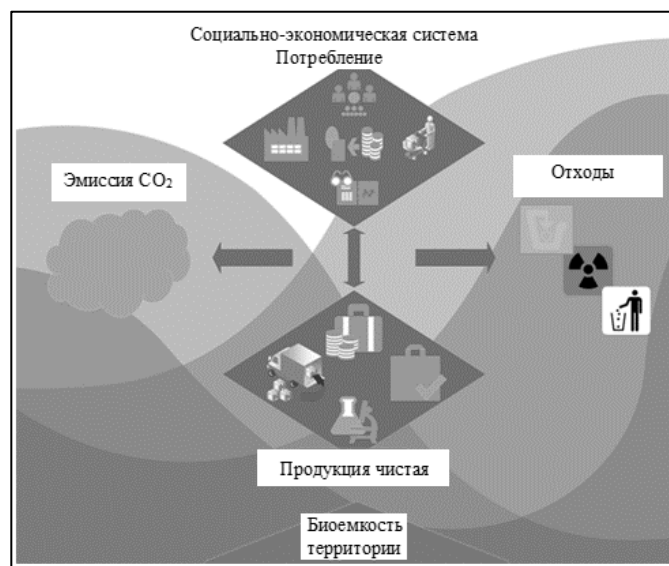 Социально-экономическая система
Потребление
Эмиссия CO₂
Отходы
Продукция чистая
Биоемкость
территории